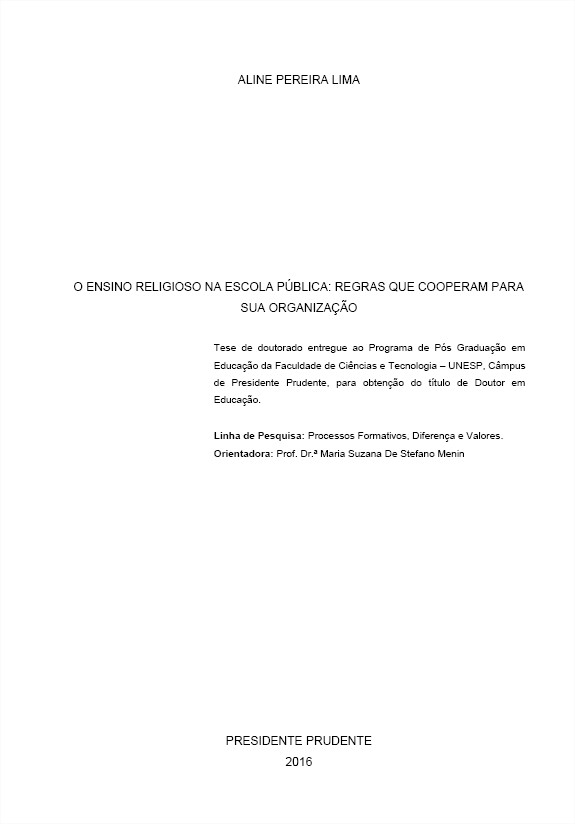 ALINE PEREIRA LIMA
O ENSINO RELIGIOSO NA ESCOLA PÚBLICA: REGRAS QUE COOPERAM PARA
SUA ORGANIZAÇÃO
Tese de doutorado entregue ao Programa de Pós Graduação em
Educação da Faculdade de Ciências e Tecnologia – UNESP, Câmpus
de Presidente Prudente, para obtenção do título de Doutor em
Educação.
Linha de Pesquisa: Processos Formativos, Diferença e Valores.
Orientadora: Prof. Dr.ª Maria Suzana De Stefano Menin
PRESIDENTE PRUDENTE
2016